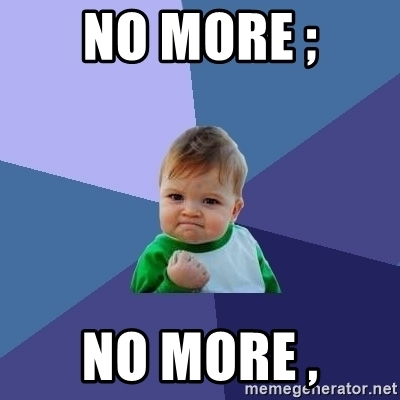 NO MORE ;
NO MORE ,
memegenerator.net